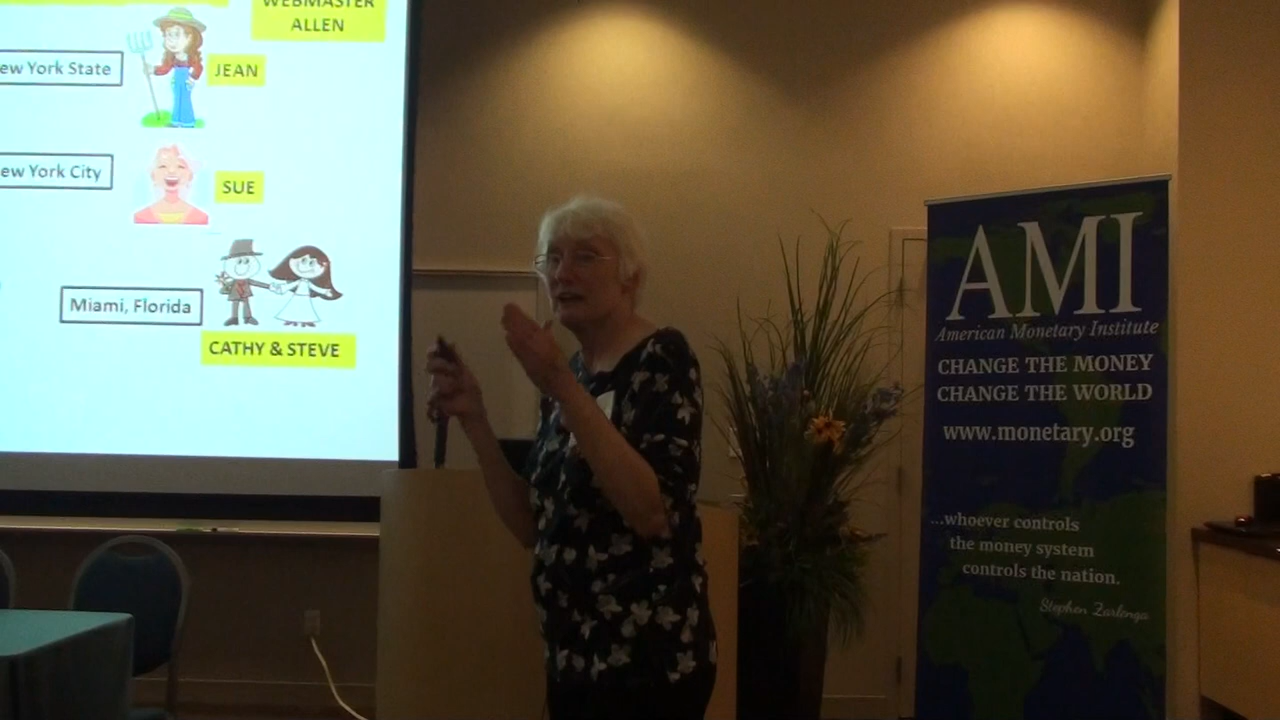 WEBMASTER
ALLEN
ew York State
JEAN
ew York City
SUE
Miami, Florida
CATHY & STEVE
AMI
American Monetary Institute
CHANGE THE MONEY
CHANGE THE WORLD
www.monetary.org
...whoever controls
the money system
controls the nation.
Stephen Zarlenga